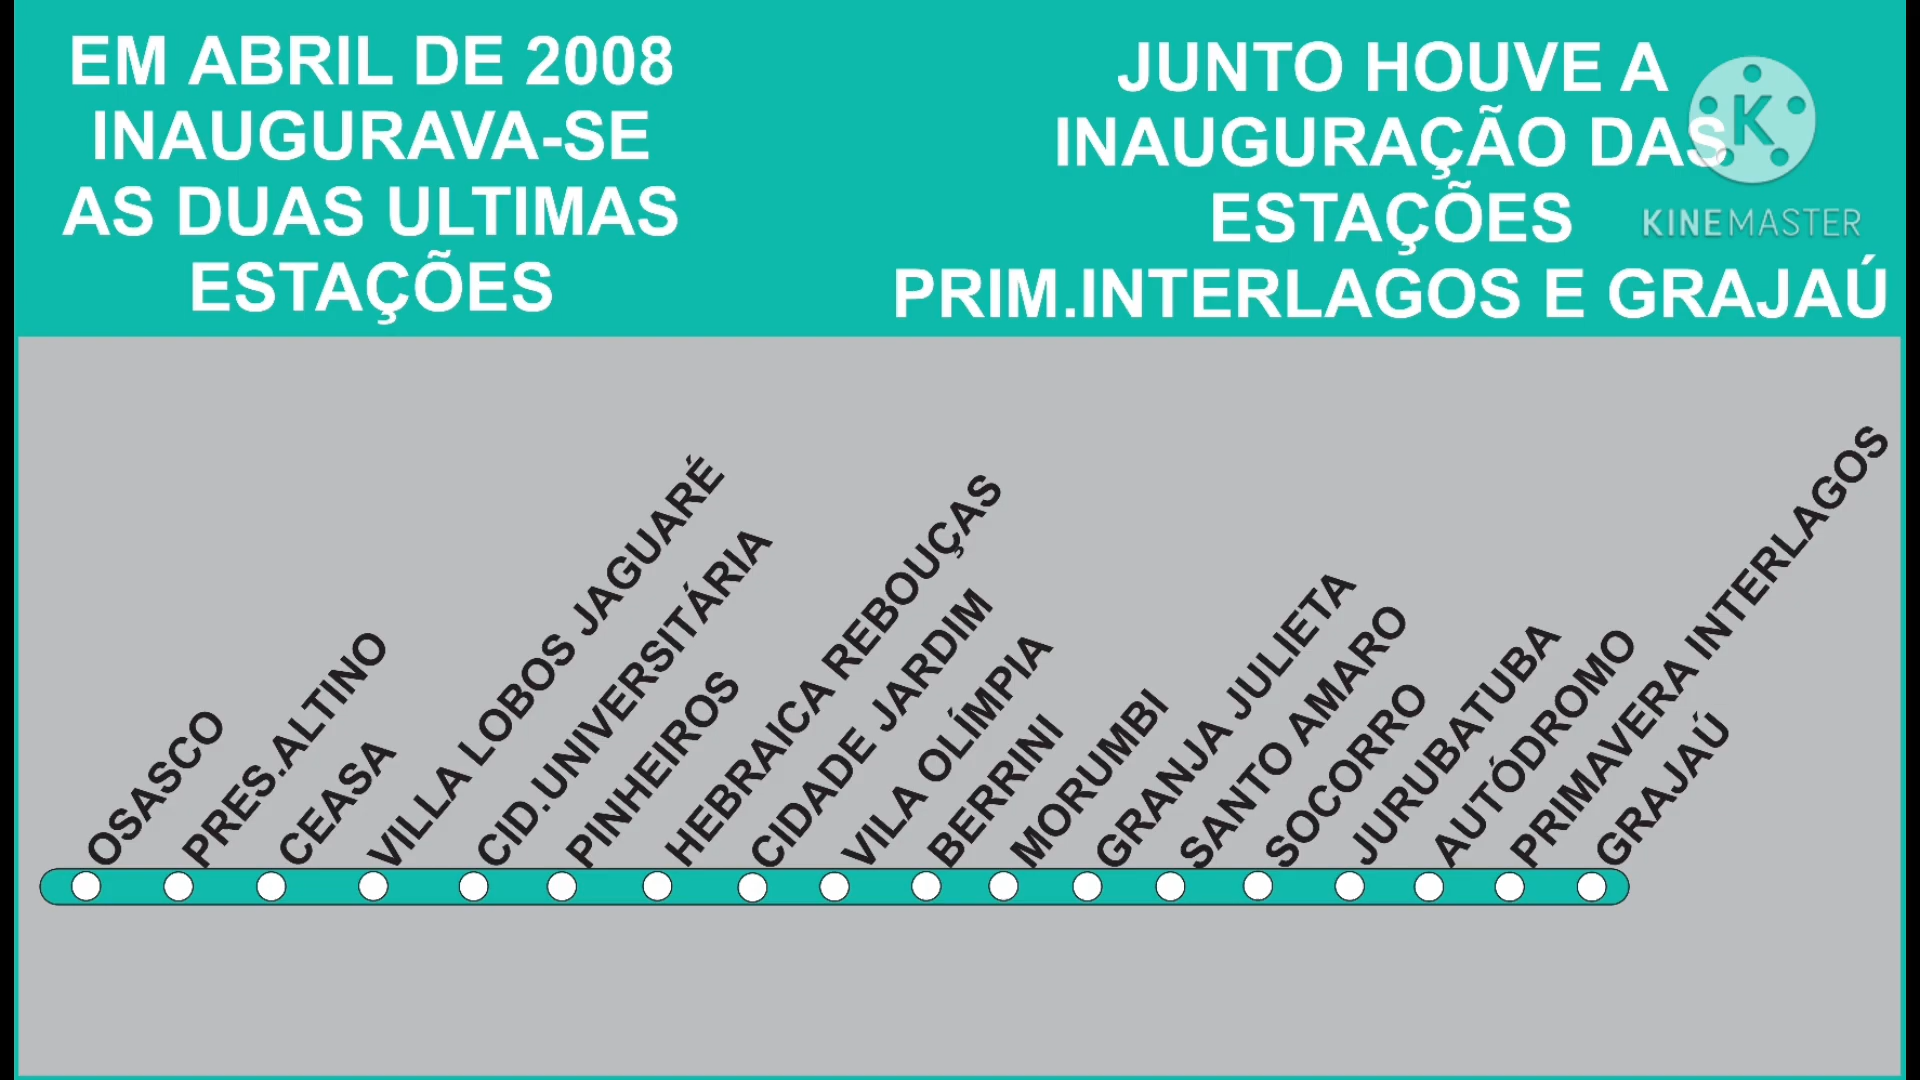 EM ABRIL DE 2008
INAUGURAVA-SE
AS DUAS ULTIMAS
ESTAÇÕES
JUNTO HOUVE A
INAUGURAÇÃO DAS
ESTAÇÕES
PRIM.INTERLAGOS E GRAJAÚ
K
KINEMASTER
OSASCO
PRES.ALTINO
CEASA
VILLA LOBOS JAGUARÉ
CID.UNIVERSITÁRIA
PINHEIROS
HEBRAICA REBOUÇAS
CIDADE JARDIM
VILA OLÍMPIA
BERRINI
MORUMBI
GRANJA JULIETA
SANTO AMARO
SOCORRO
JURUBATUBA
AUTÓDROMO
PRIMAVERA INTERLAGOS
GRAJAÚ